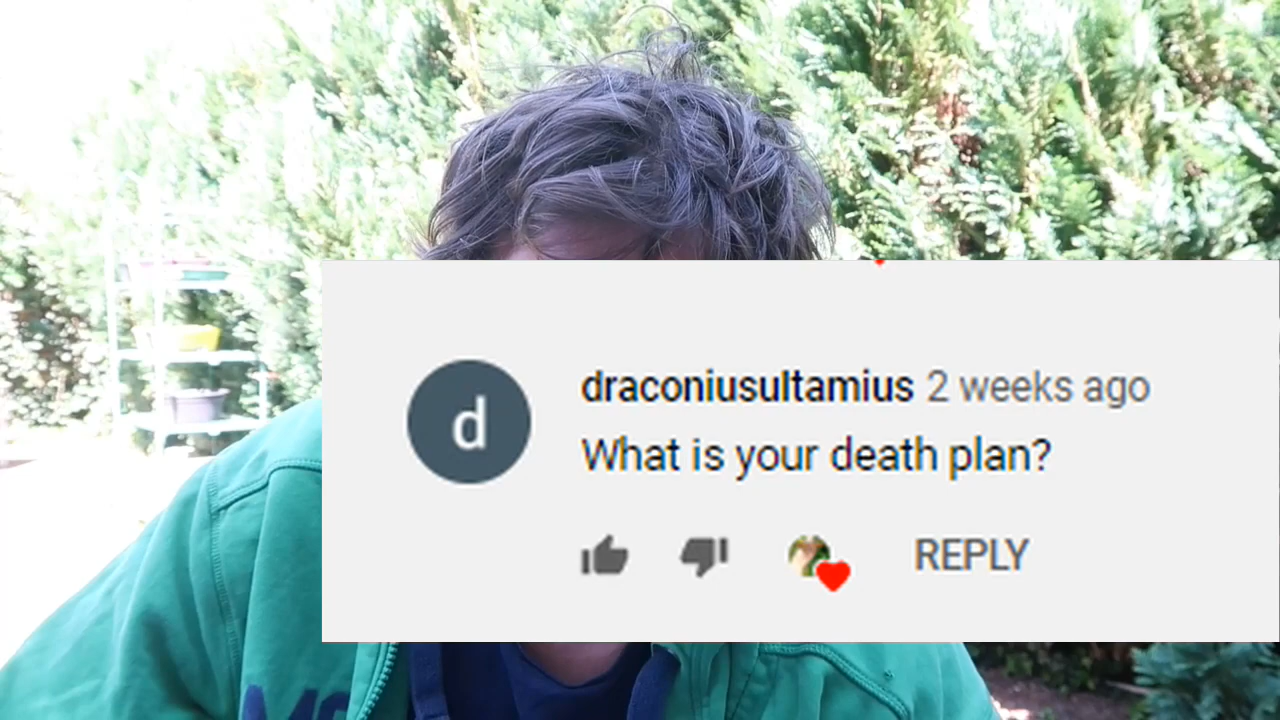 d
draconiusultamius 2 weeks ago
What is your death plan?
REPLY